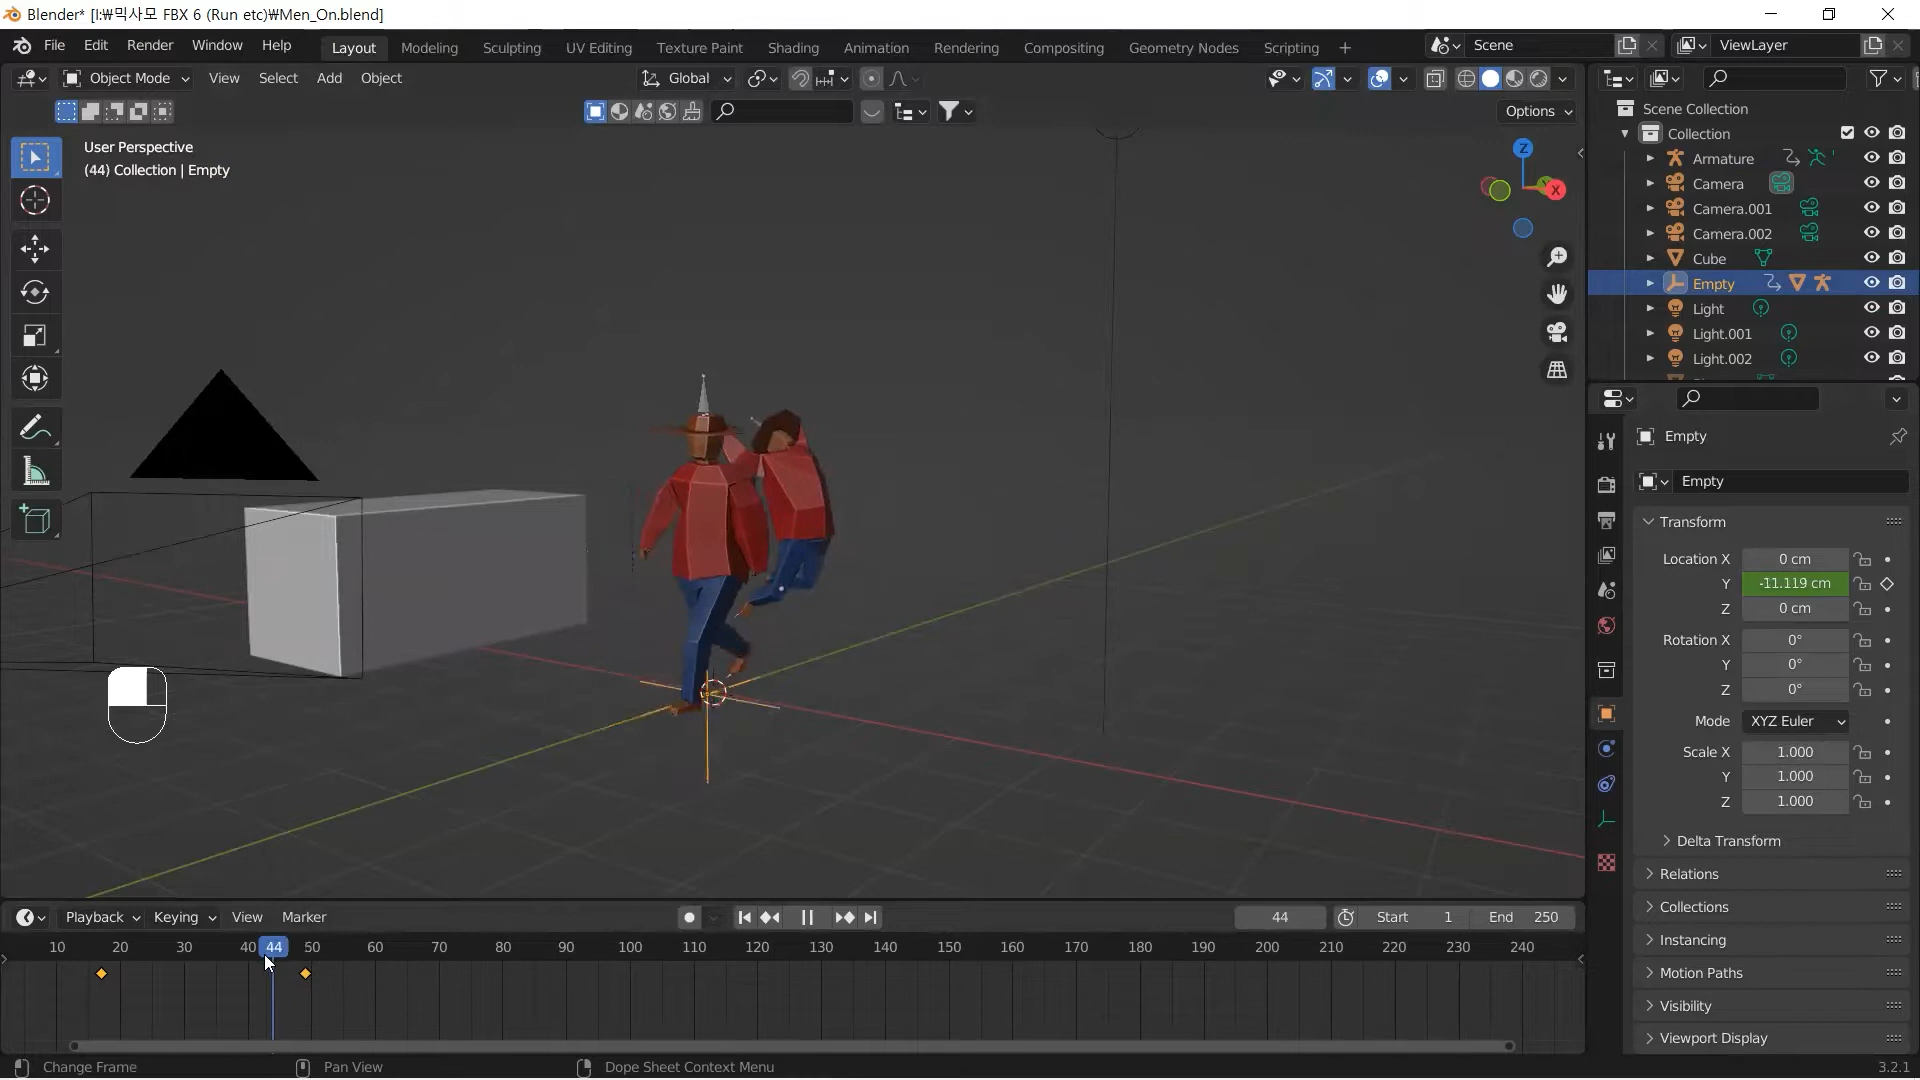 Blender* [I:₩믹사모 FBX 6 (Run etc)₩Men_On.blend]
File Edit Render Window Help Layout Modeling Sculpting UV Editing Texture Paint Shading Animation Rendering Compositing Geometry Nodes Scripting + Scene ViewLayer
Object Mode View Select Add Object Global
Options
User Perspective
(44) Collection | Empty
Z
X
Scene Collection
Collection
Armature
Camera
Camera.001
Camera.002
Cube
Empty
Light
Light.001
Light.002
Empty
Empty
Transform
Location X 0 cm
Y -11.119 cm
Z 0 cm
Rotation X 0°
Y 0°
Z 0°
Mode XYZ Euler
Scale X 1.000
Y 1.000
Z 1.000
Delta Transform
Relations
Collections
Instancing
Motion Paths
Visibility
Viewport Display
Playback Keying View Marker 44 Start 1 End 250
10 20 30 40 44 50 60 70 80 90 100 110 120 130 140 150 160 170 180 190 200 210 220 230 240
Change Frame Pan View Dope Sheet Context Menu 3.2.1